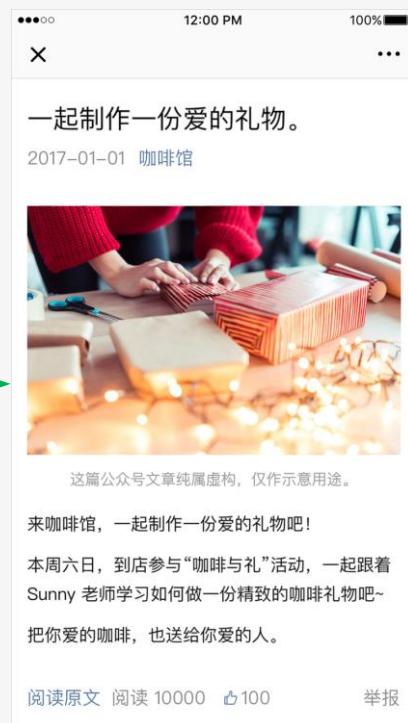 12:00 PM
100%
一起制作一份爱的礼物。
2017-01-01 咖啡馆
这篇公众号文章纯属虚构，仅作示意用途。
来咖啡馆，一起制作一份爱的礼物吧！
本周六日，到店参与“咖啡与礼”活动，一起跟着
Sunny 老师学习如何做一份精致的咖啡礼物吧~
把你爱的咖啡，也送给你爱的人。
阅读原文 阅读 10000 100 举报